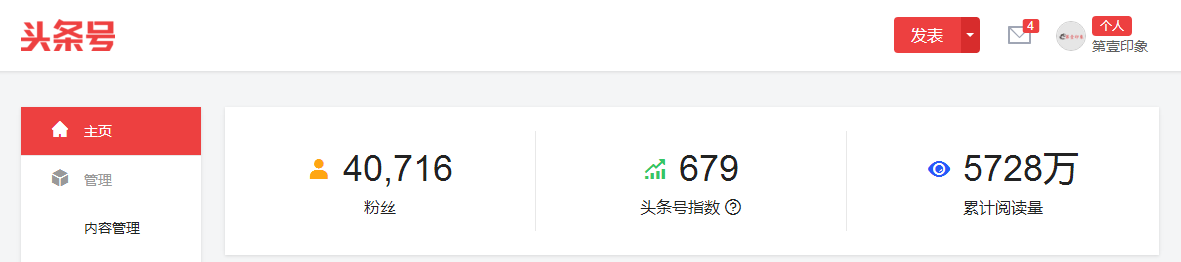 头条号
发表
4
个人
第壹印象
主页
管理
内容管理
40,716
粉丝
679
头条号指数 ?
5728万
累计阅读量